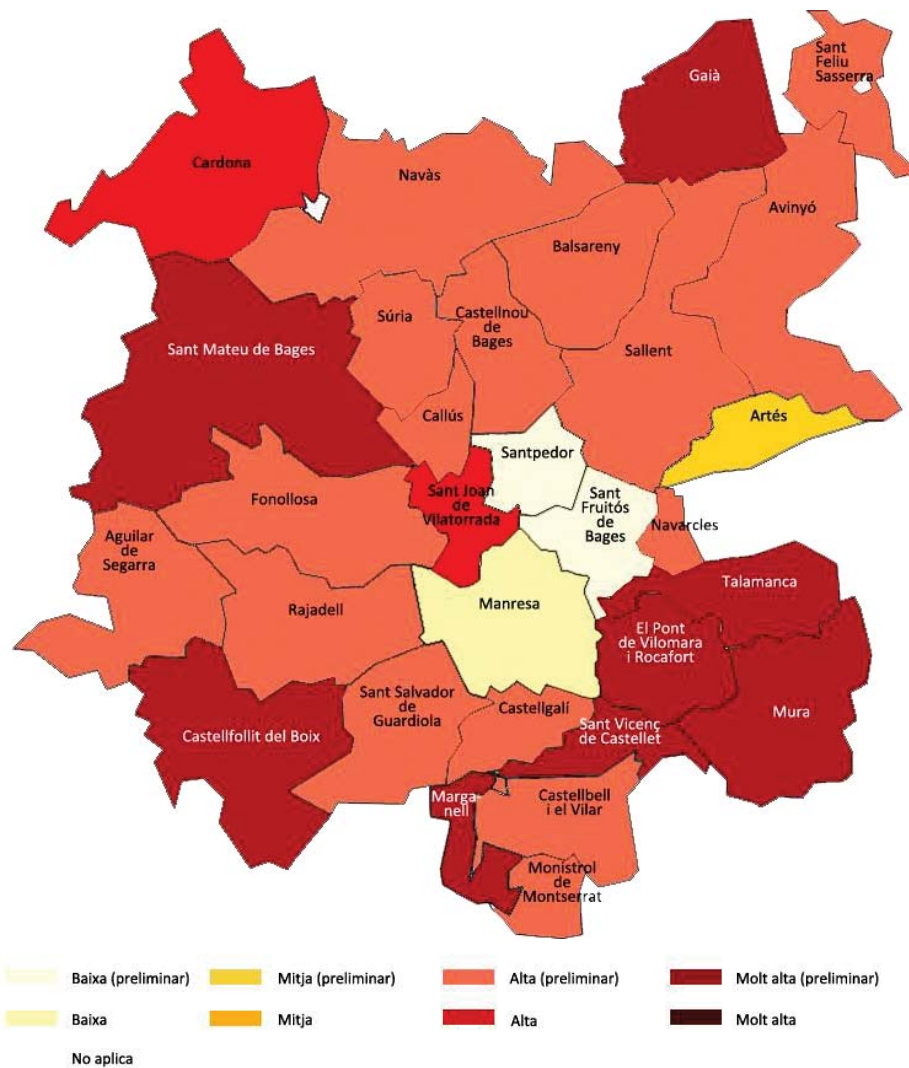 Sant
Feliu
Sasserra
Gaià
Cardona
Navàs
Avinyó
Balsareny
Súria
Castellnou
de
Bages
Sant Mateu de Bages
Sallent
Callús
Artés
Santpedor
Fonollosa
Sant Joan
de
Vilatorrada
Sant
Fruitós
de
Bages
Navarcles
Aguilar
de
Segarra
Talamanca
Rajadell
Manresa
El Pont
de Vilomara
i Rocafort
Sant Salvador
de
Guardiola
Castellgalí
Mura
Castellfollit del Boix
Sant Vicenç
de Castellet
Marga-
nell
Castellbell
i el Vilar
Monistrol
de
Montserrat
Baixa (preliminar)
Mitja (preliminar)
Alta (preliminar)
Molt alta (preliminar)
Baixa
Mitja
Alta
Molt alta
No aplica